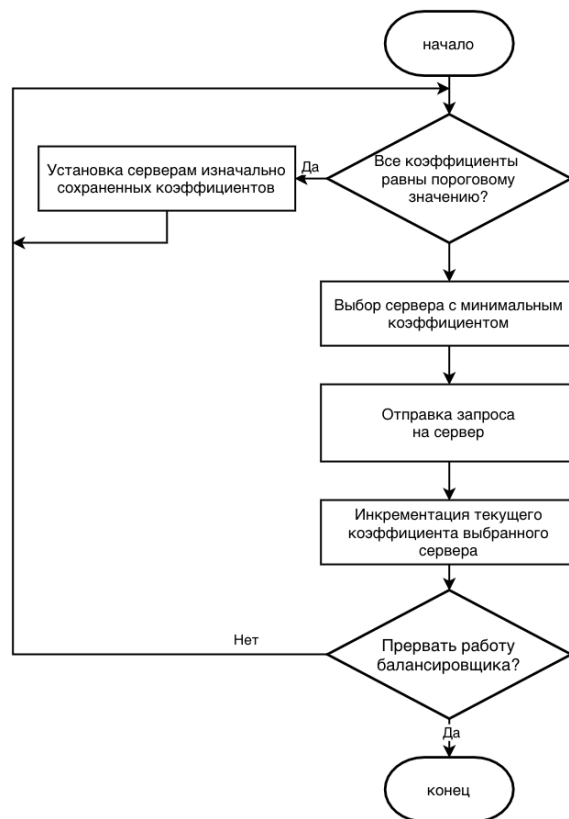 начало
Все коэффициенты
равны пороговому
значению?
Да
Установка серверам изначально
сохраненных коэффициентов
Выбор сервера с минимальным
коэффициентом
Отправка запроса
на сервер
Инкрементация текущего
коэффициента выбранного
сервера
Прервать работу
балансировщика?
Нет
Да
конец